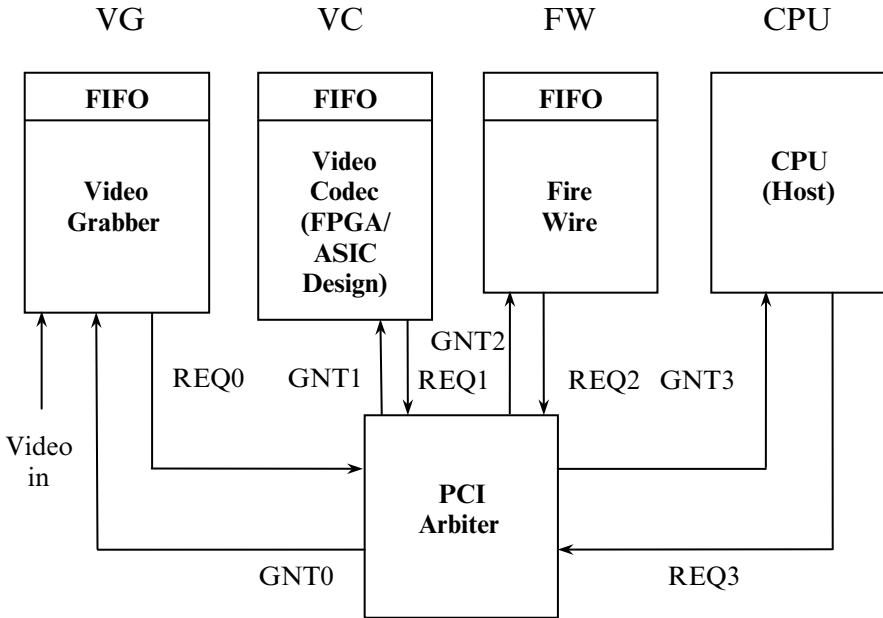 VG
VC
FW
CPU
FIFO
FIFO
FIFO
Video
Grabber
Video
Codec
(FPGA/
ASIC
Design)
Fire
Wire
CPU
(Host)
GNT2
REQ0
GNT1
REQ1
REQ2
GNT3
Video
in
PCI
Arbiter
GNT0
REQ3